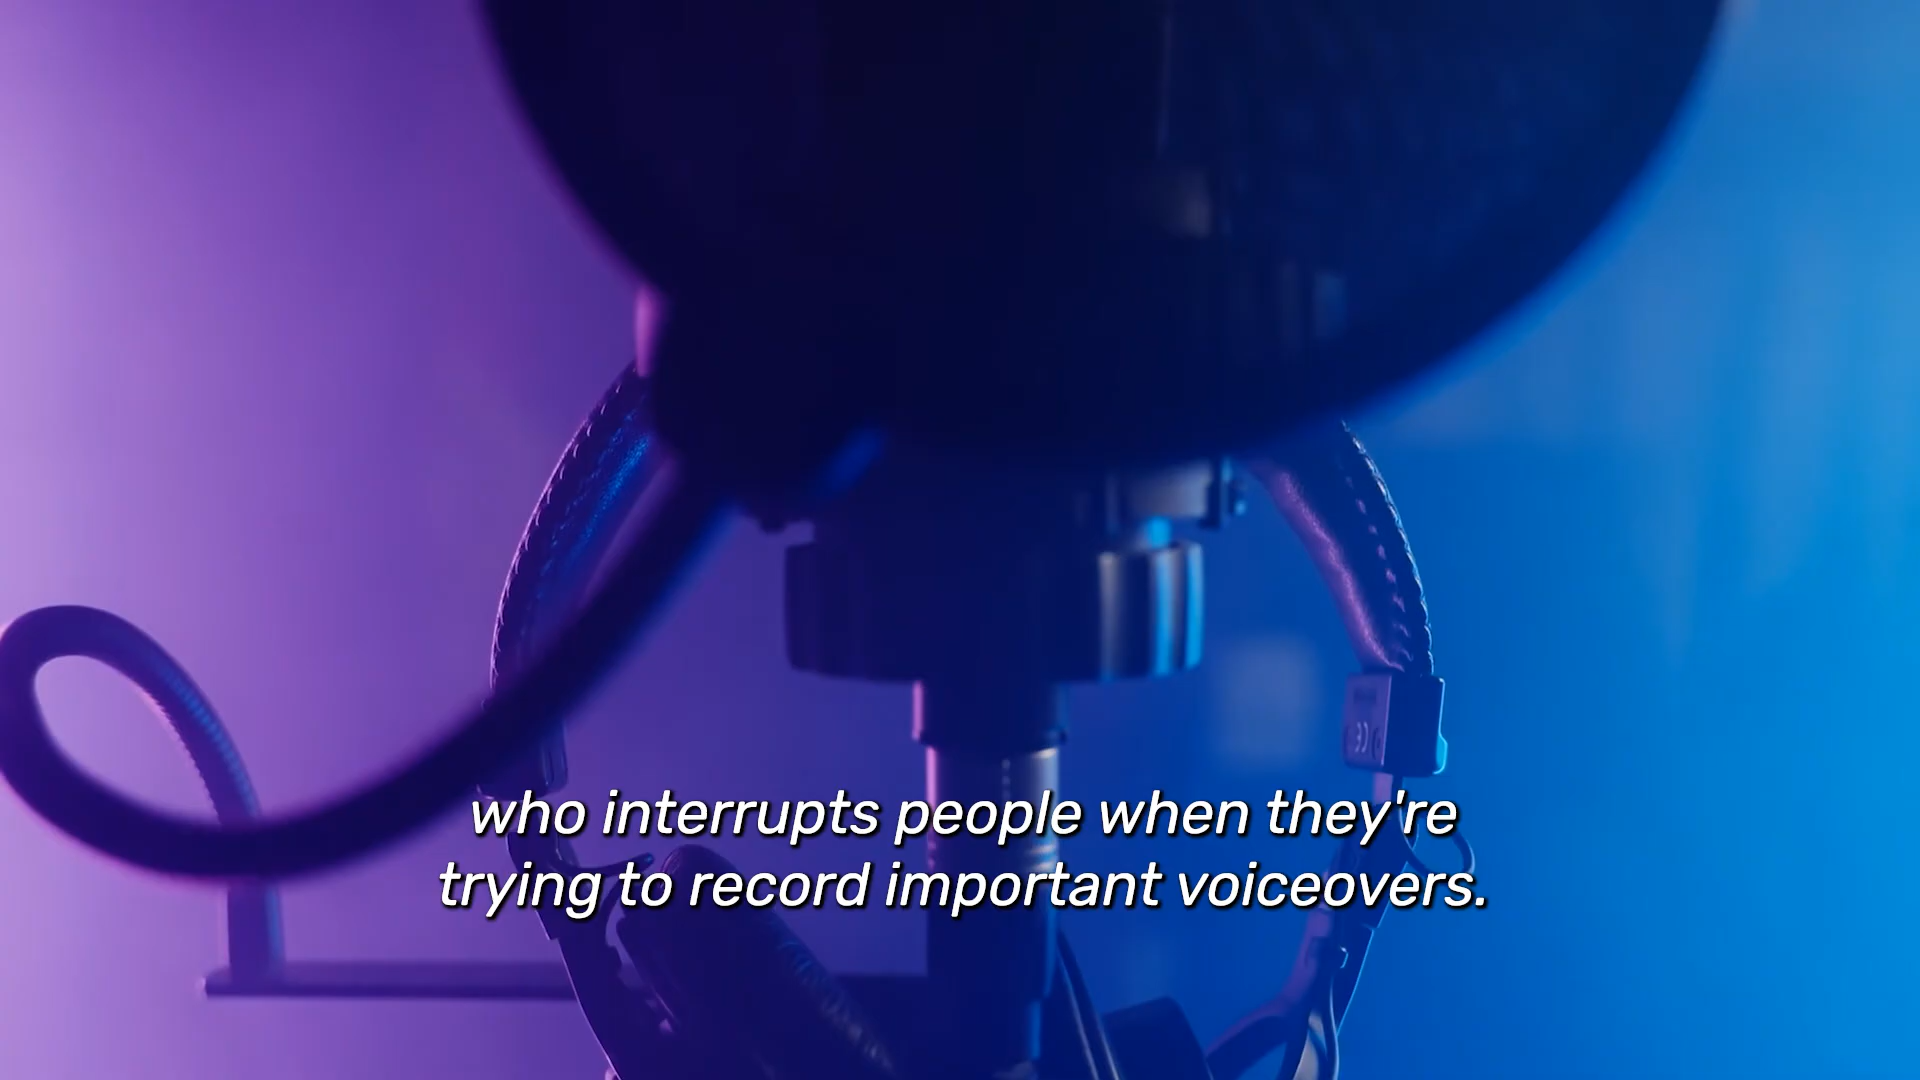 who interrupts people when they're
trying to record important voiceovers.